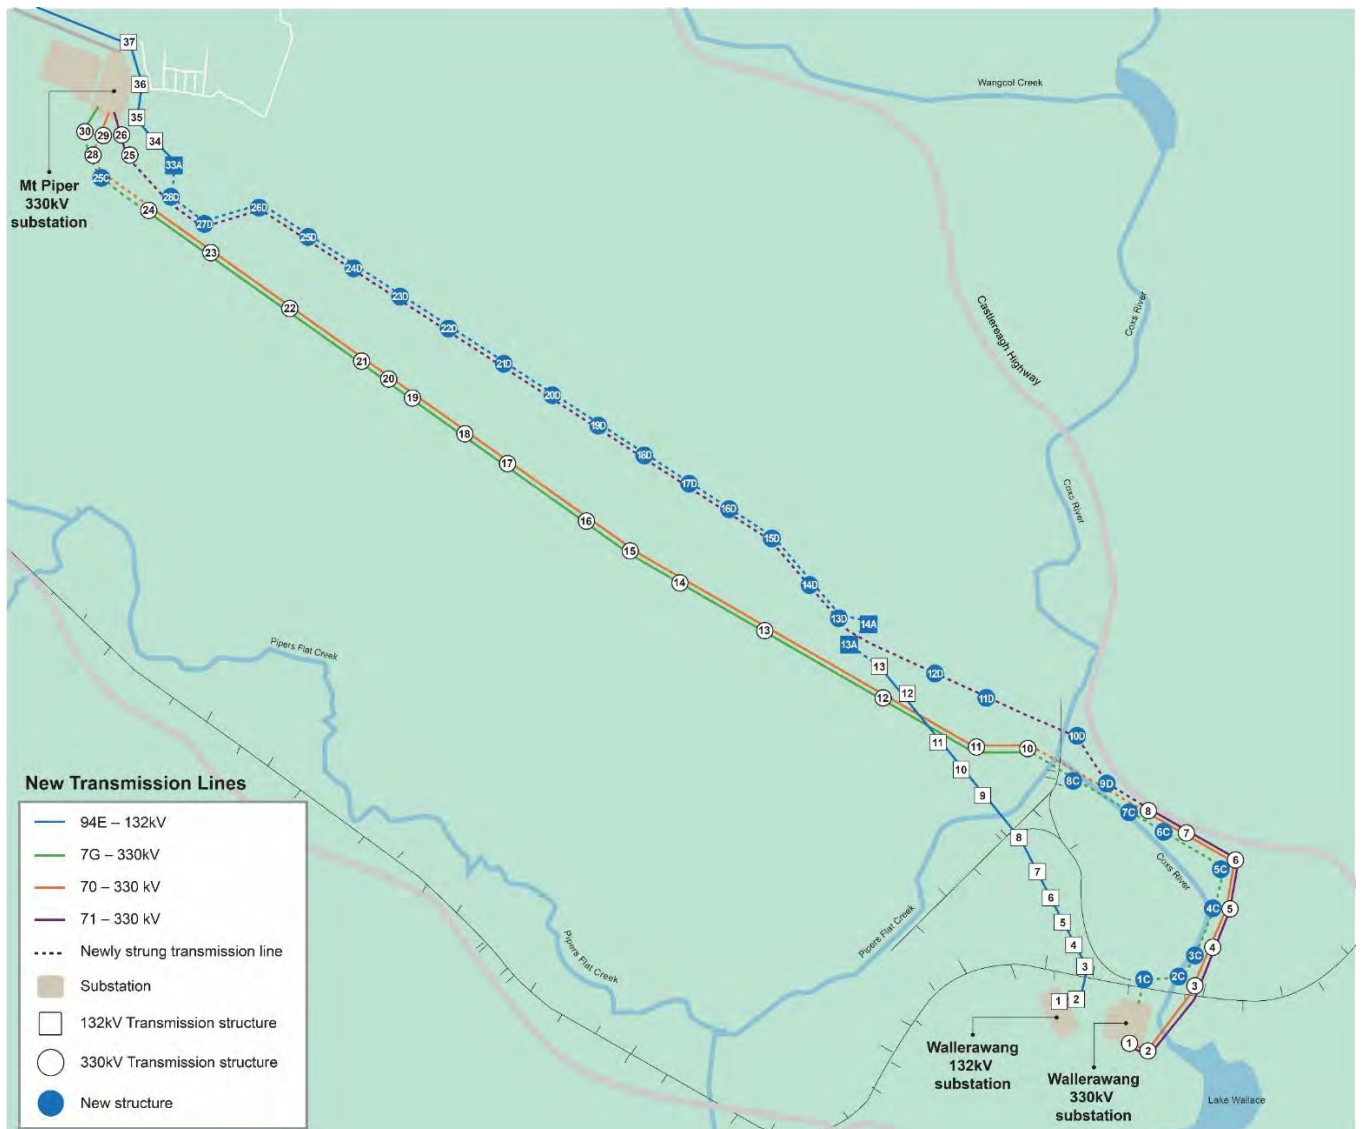 37
36
35
34
33A
30
29
26
28
25
25C
Mt Piper
330kV
substation
28D
27D
26D
25D
24D
23D
22D
21D
20D
19D
18D
17D
16D
15D
14D
13D
14A
13A
12D
11D
10D
9D
24
23
22
21
20
19
18
17
16
15
14
13
12
11
10
13
12
11
10
9
8
7
6
5
4
3
2
1
8C
7C
6C
5C
4C
3C
2C
1C
8
7
6
5
4
3
2
1
Wangcol Creek
Castlereagh Highway
Coxs River
Coxs River
Coxs River
Pipers Flat Creek
Pipers Flat Creek
Pipers Flat Creek
Wallerawang
132kV
substation
Wallerawang
330kV
substation
Lake Wallace
New Transmission Lines
94E – 132kV
7G – 330kV
70 – 330 kV
71 – 330 kV
Newly strung transmission line
Substation
132kV Transmission structure
330kV Transmission structure
New structure